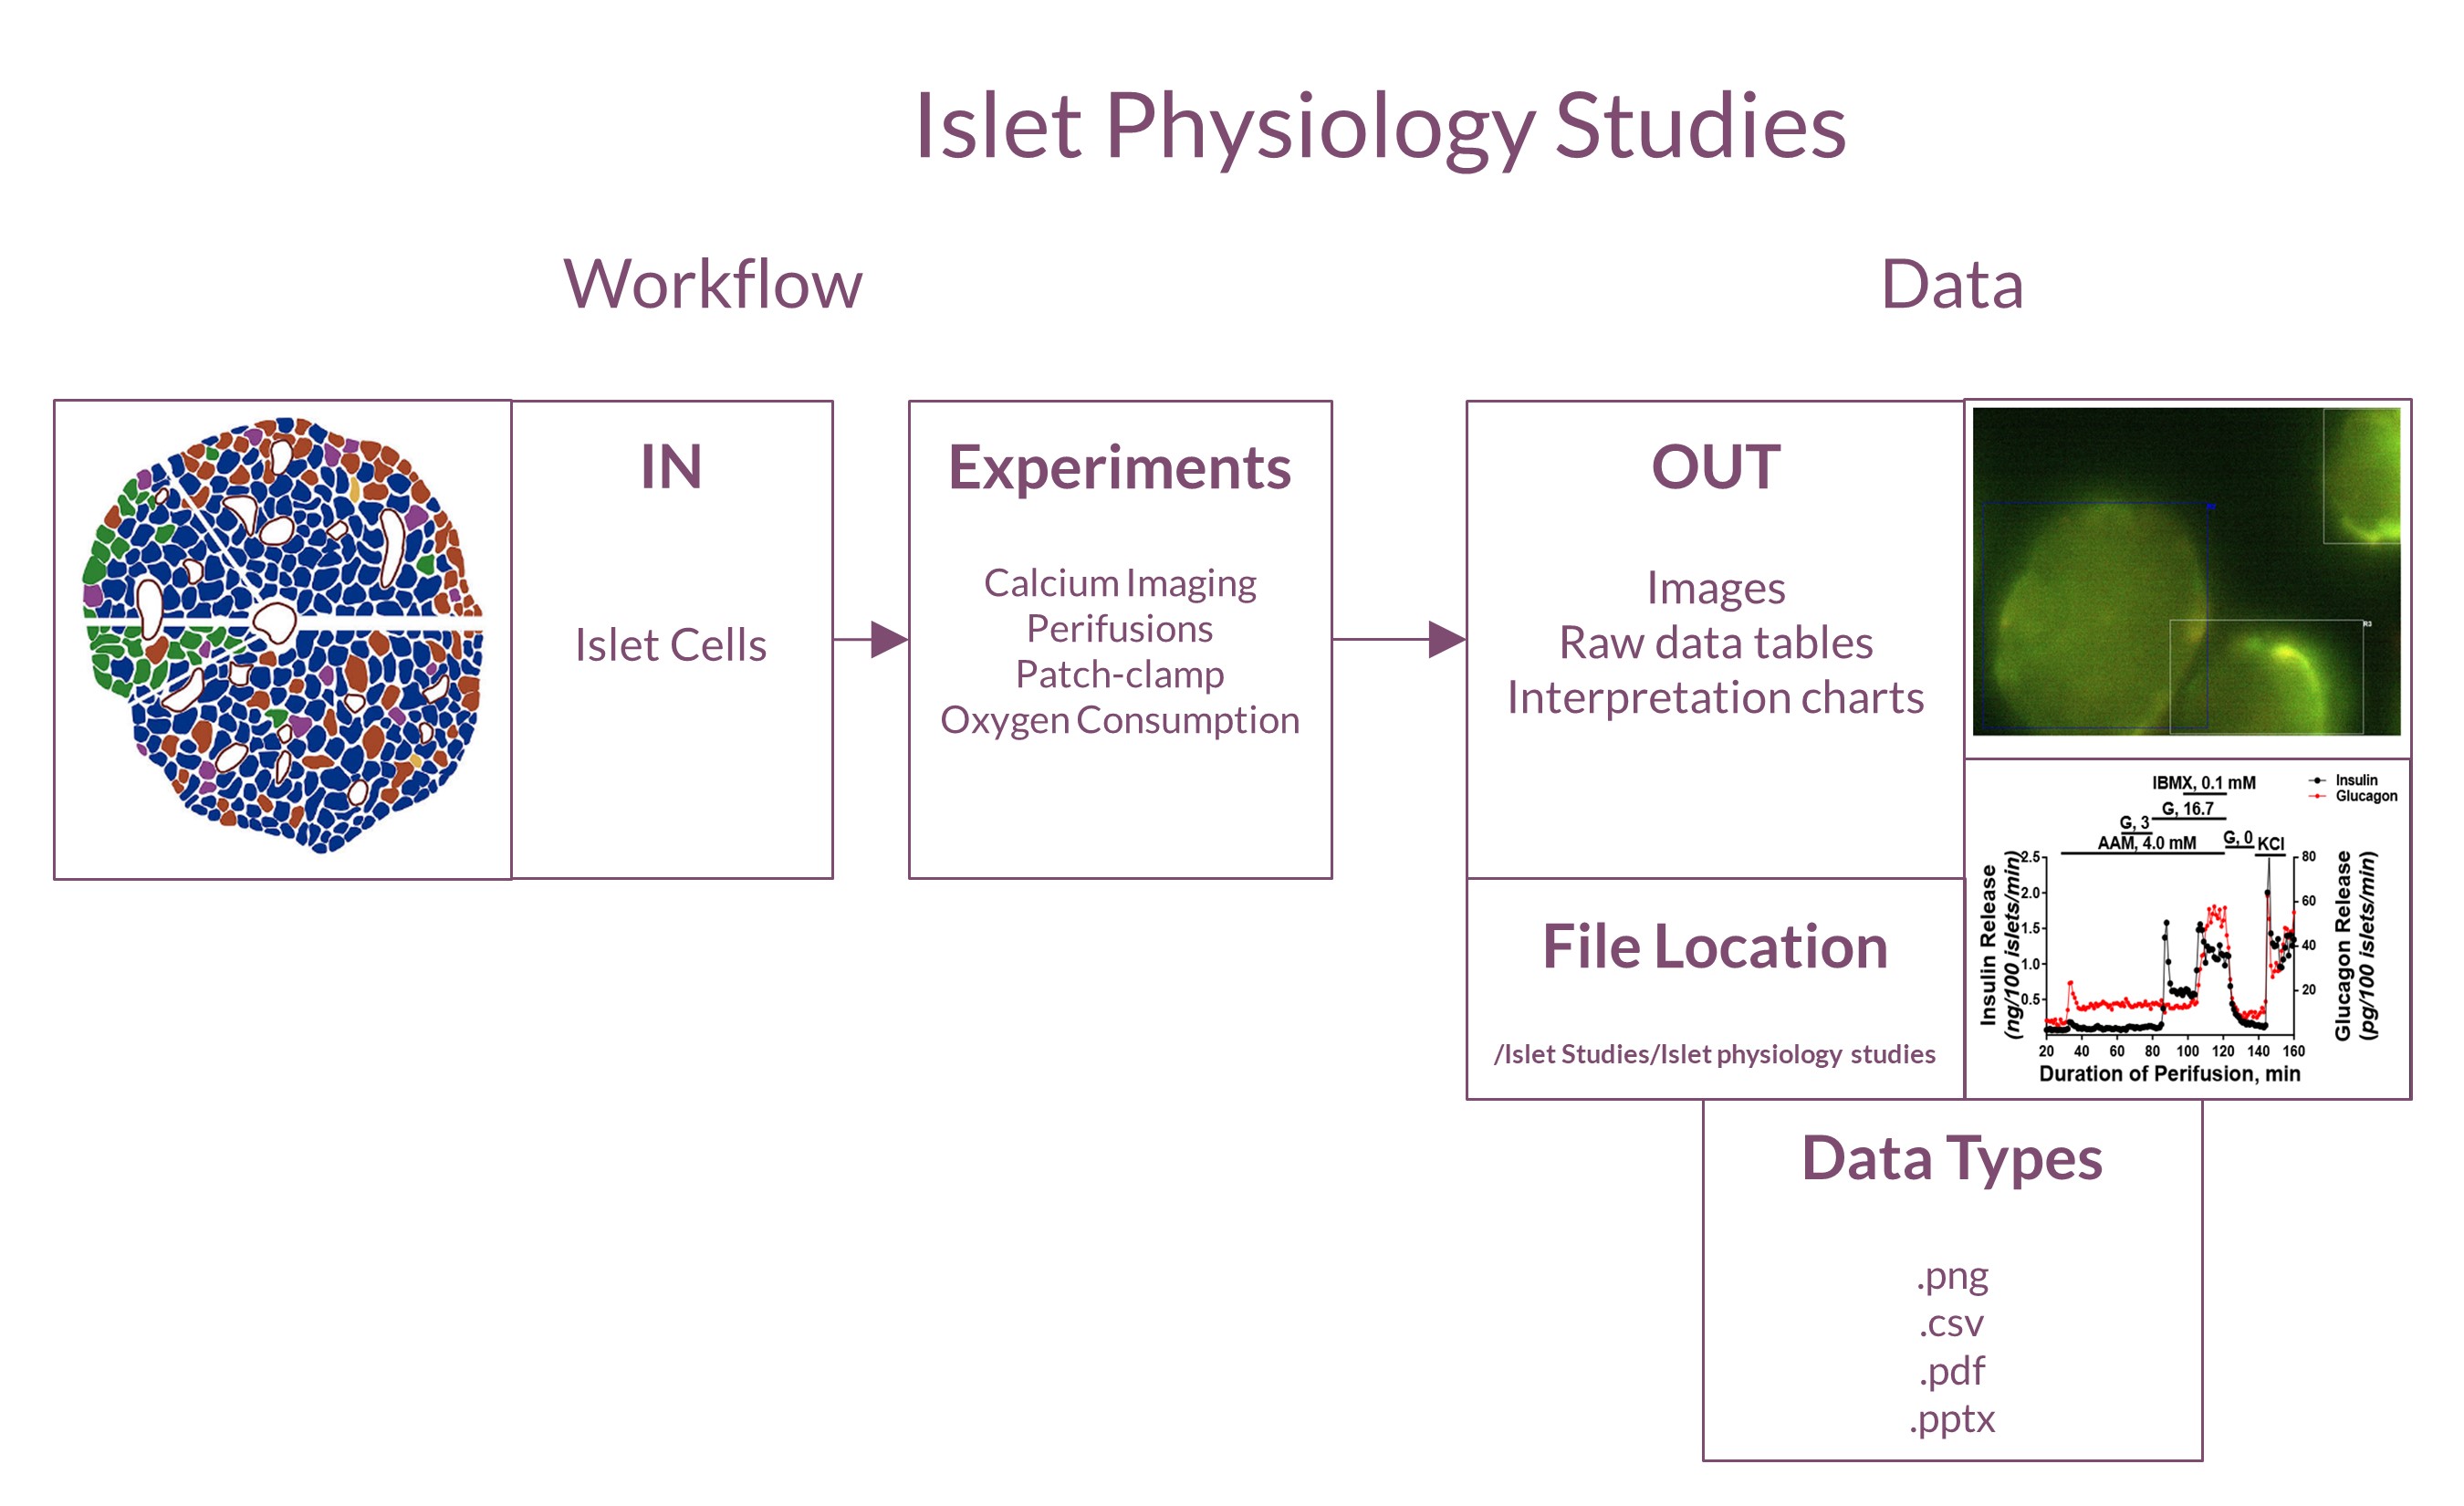 Islet Physiology Studies
Workflow
Data
IN
Islet Cells
Experiments
Calcium Imaging
Perifusions
Patch-clamp
Oxygen Consumption
OUT
Images
Raw data tables
Interpretation charts
R3
IBMX, 0.1 mM
Insulin
Glucagon
G, 16.7
G, 3
G, 0
KCl
AAM, 4.0 mM
Insulin Release
(ng/100 islets/min)
2.5
2.0
1.5
1.0
0.5
80
60
40
20
Glucagon Release
(pg/100 islets/min)
20 40 60 80 100 120 140 160
Duration of Perifusion, min
File Location
/Islet Studies/Islet physiology studies
Data Types
.png
.csv
.pdf
.pptx